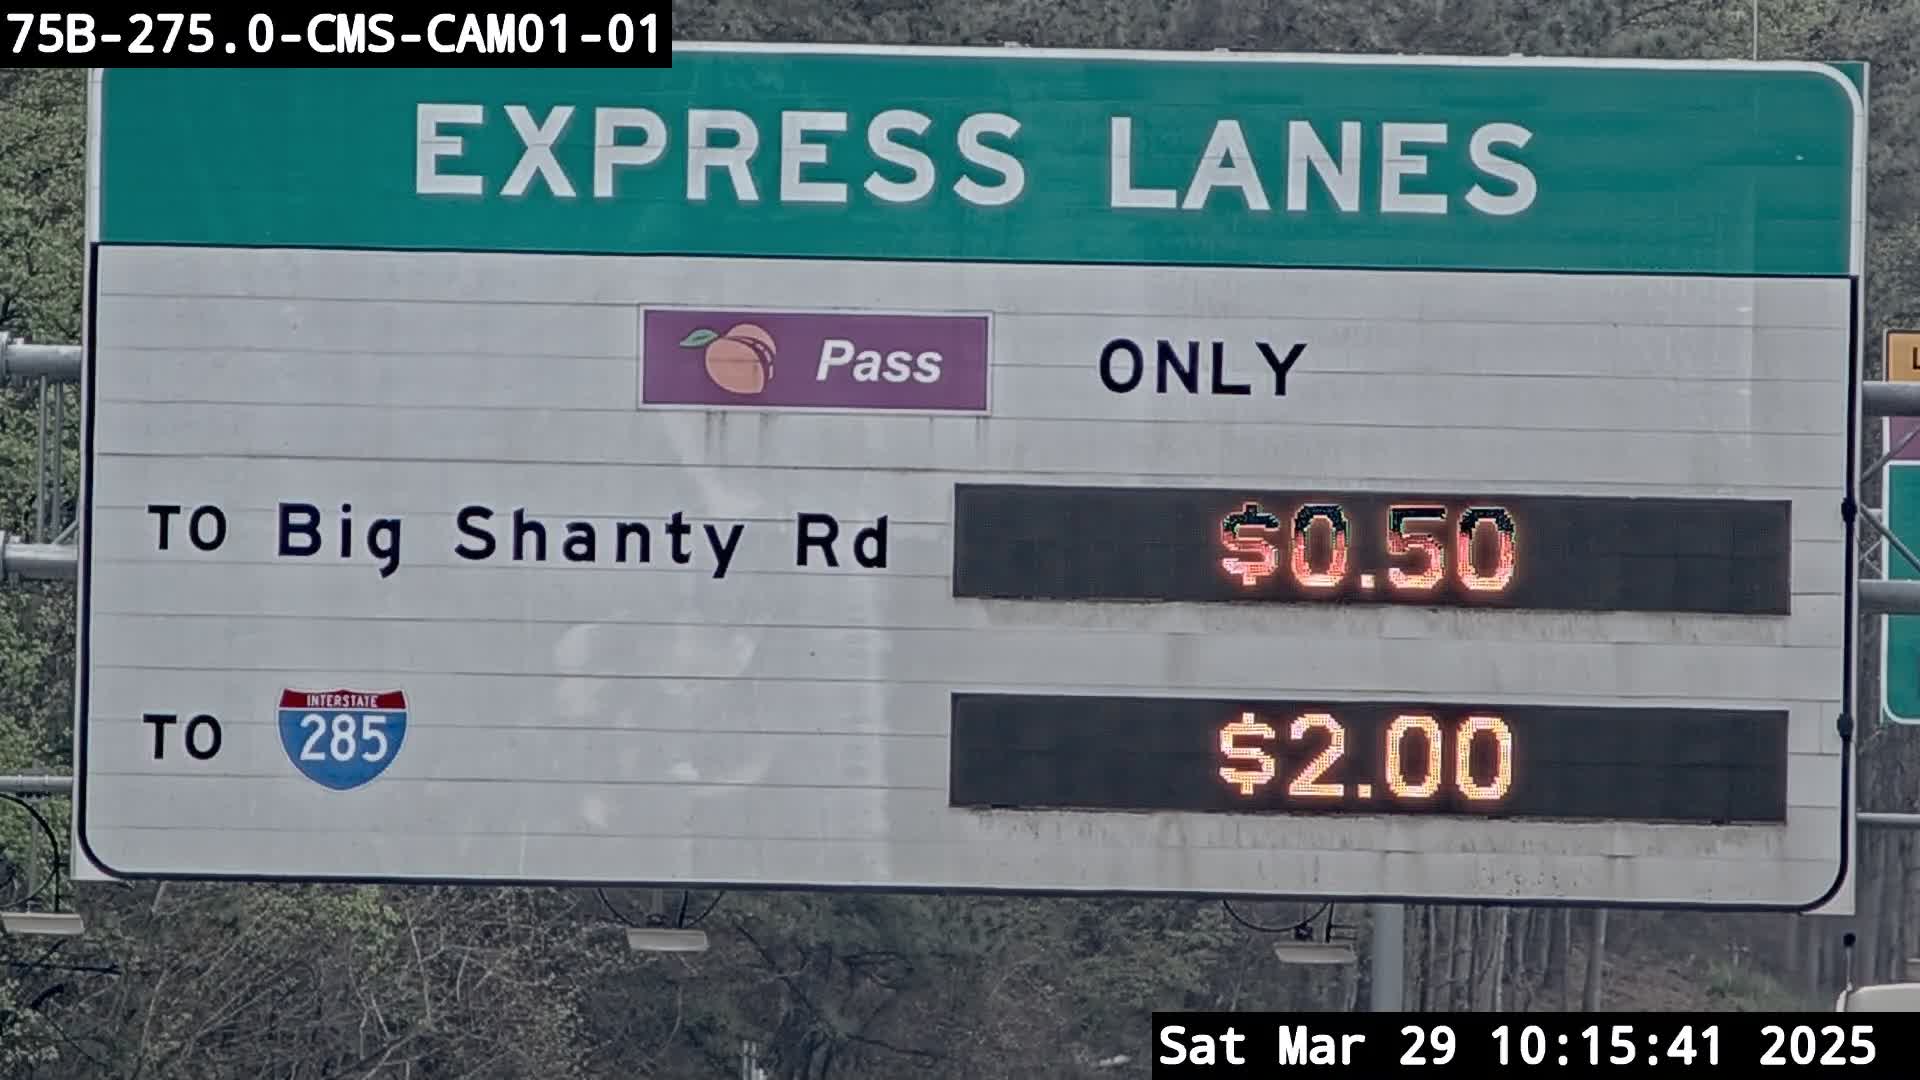 75B-275.0-CMS-CAM01-01
EXPRESS LANES
Pass ONLY
TO Big Shanty Rd $0.50
TO INTERSTATE 285 $2.00
Sat Mar 29 10:15:41 2025